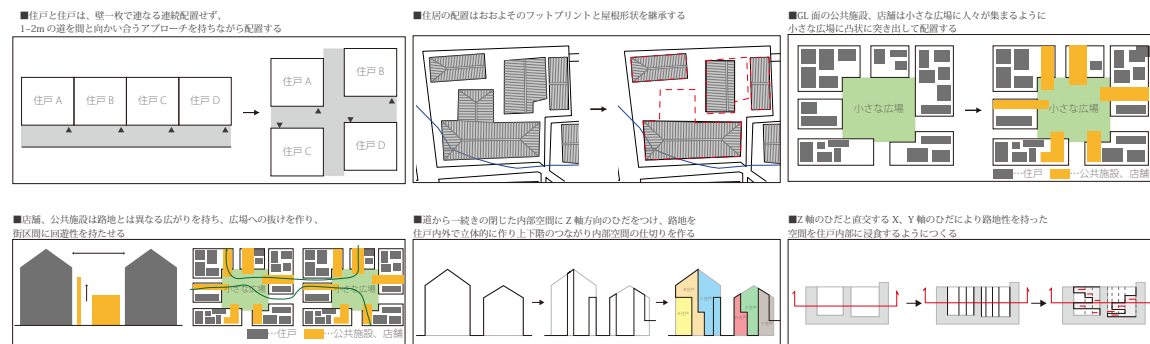 ■住戸と住戸は、壁一枚で連なる連続配置せず、
1-2mの道を間と向かい合うアプローチを持ちながら配置する
住戸 A
住戸 B
住戸 C
住戸 D
住戸 A
住戸 B
住戸 C
住戸 D
■住居の配置はおおよそのフットプリントと屋根形状を継承する
■GL面の公共施設、店舗は小さな広場に人々が集まるように
小さな広場に凸状に突き出して配置する
小さな広場
小さな広場
…住戸
…公共施設、店舗
■店舗、公共施設は路地とは異なる広がりを持ち、広場への抜けを作り、
街区間に回遊性を持たせる
小さな広場
小さな広場
…住戸
…公共施設、店舗
■道から一続きの閉じた内部空間にZ軸方向のひだをつけ、路地を
住戸内外で立体的に作り上下階のつながり内部空間の仕切りを作る
■Z軸のひだと直交するX、Y軸のひだにより路地性を持った
空間を住戸内部に浸食するようにつくる